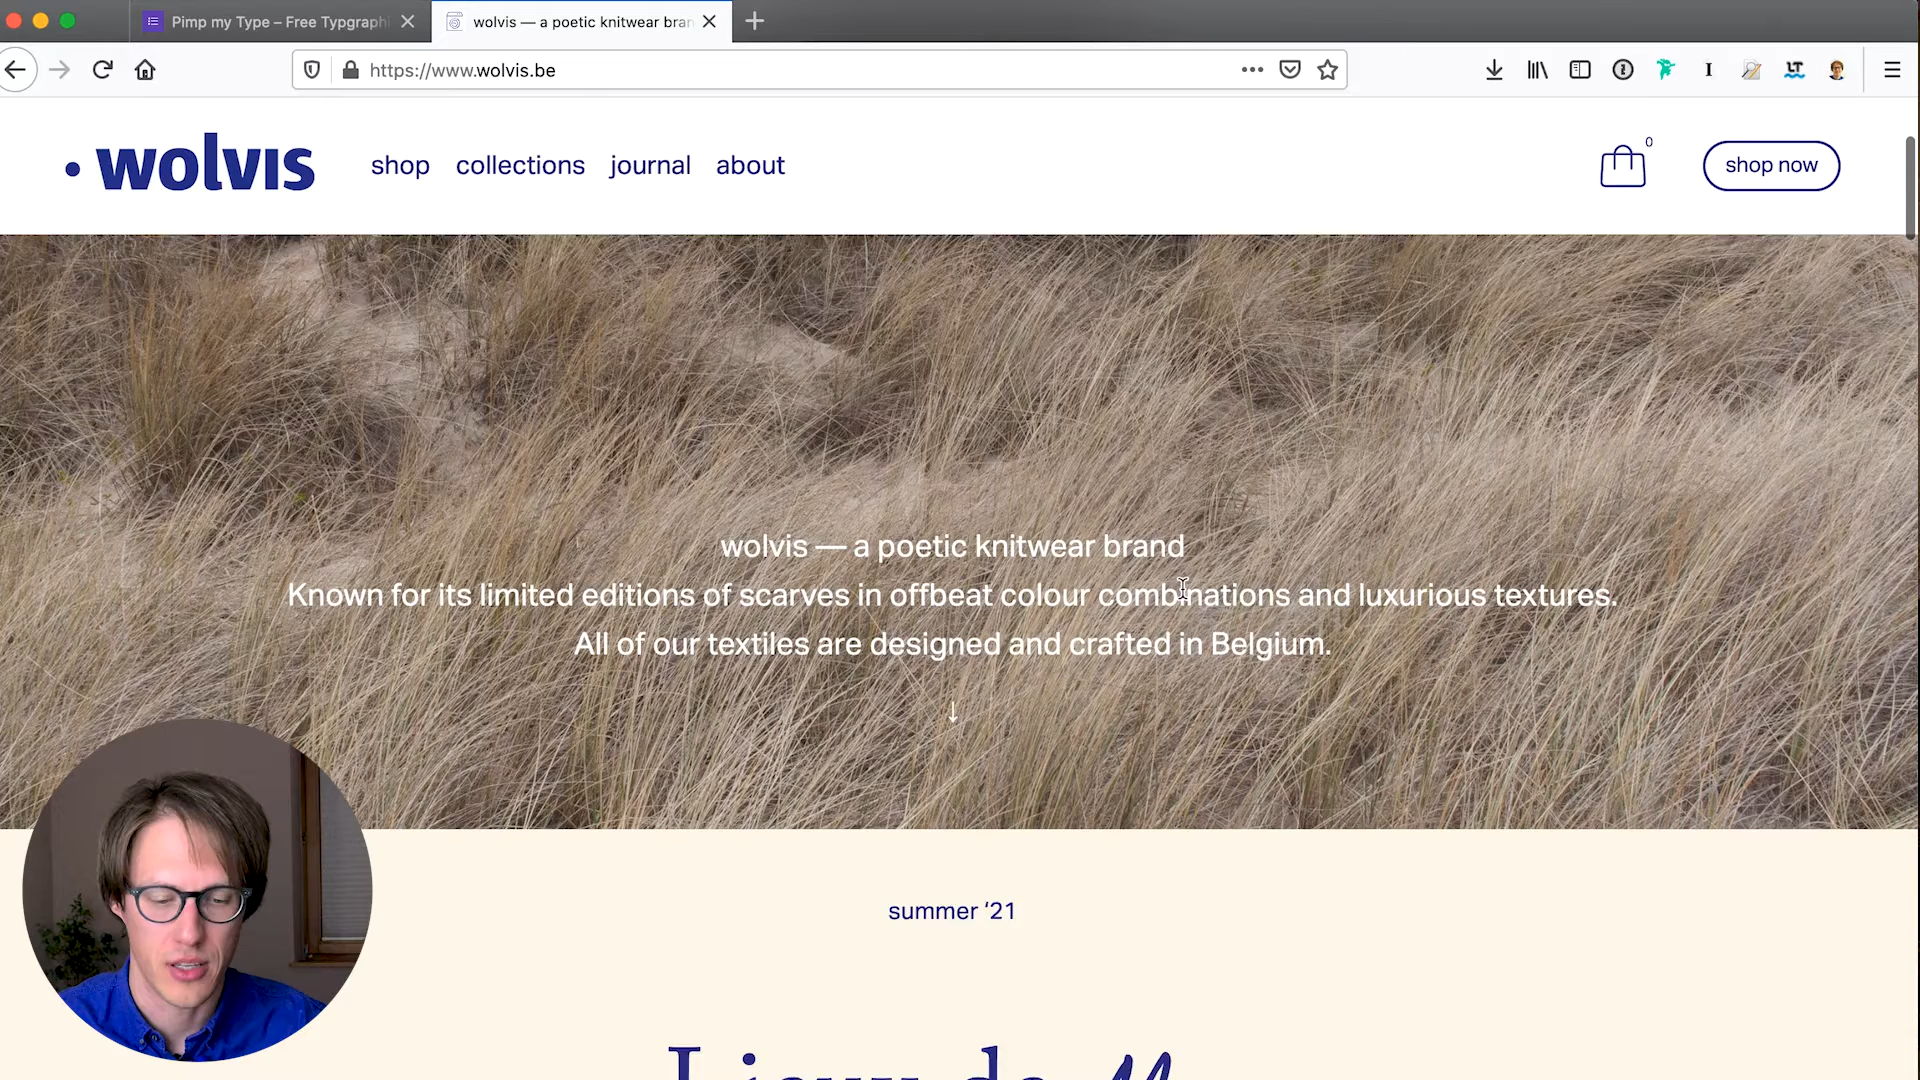 Pimp my Type – Free Typgraphi
wolvis — a poetic knitwear bran
https://www.wolvis.be
wolvis
shop
collections
journal
about
0
shop now
wolvis — a poetic knitwear brand
Known for its limited editions of scarves in offbeat colour combinations and luxurious textures.
All of our textiles are designed and crafted in Belgium.
↓
summer ‘21